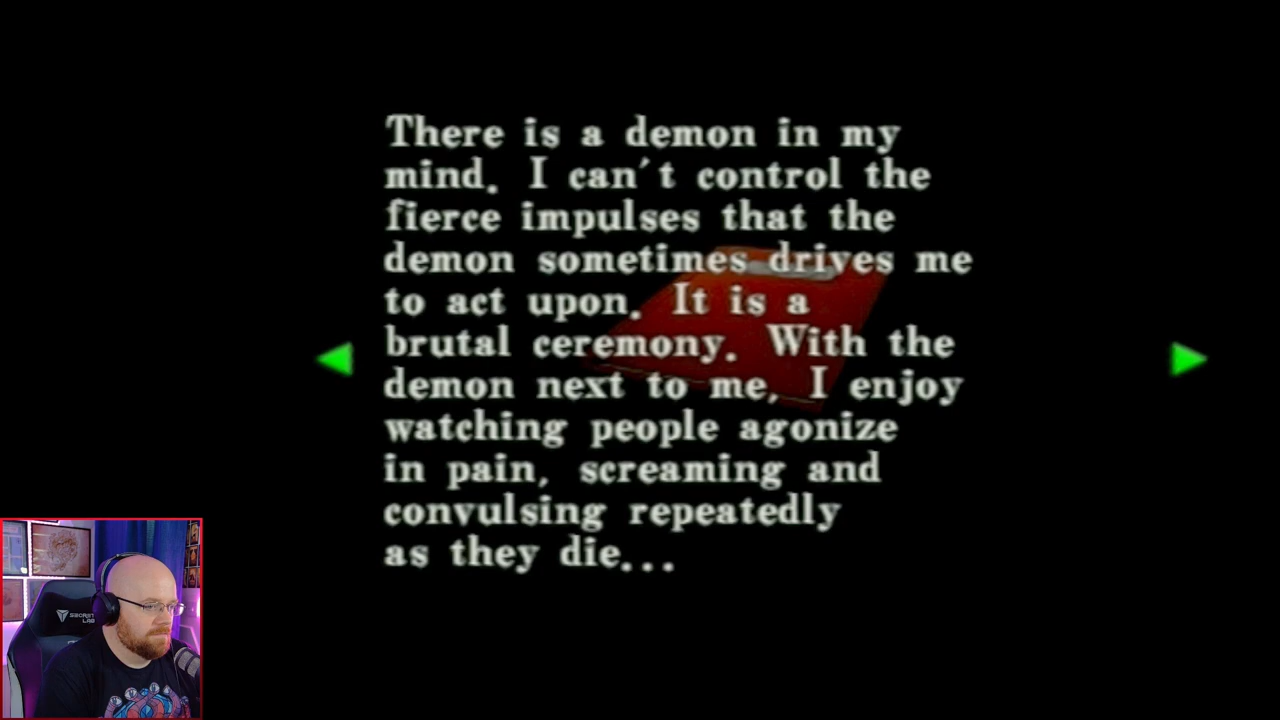 There is a demon in my
mind. I can't control the
fierce impulses that the
demon sometimes drives me
to act upon. It is a
brutal ceremony. With the
demon next to me, I enjoy
watching people agonize
in pain, screaming and
convulsing repeatedly
as they die...
SECRET
LAB